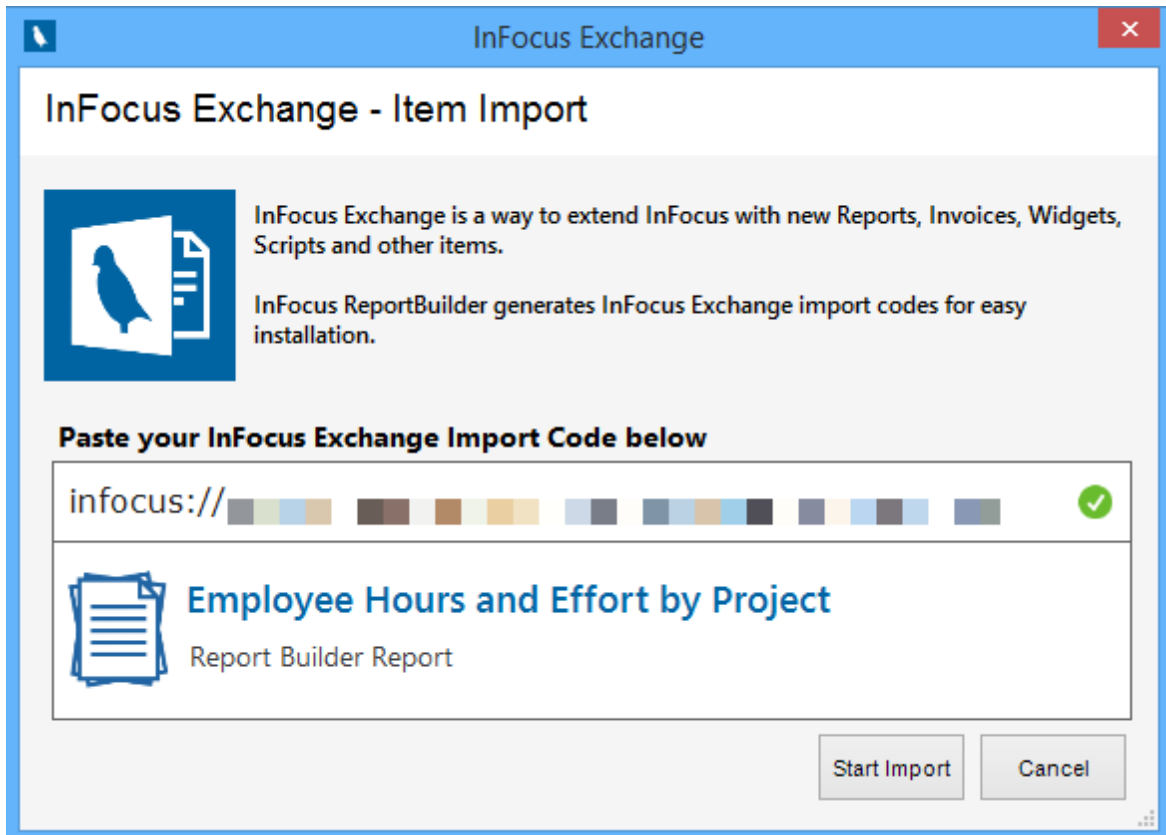 InFocus Exchange
InFocus Exchange - Item Import
InFocus Exchange is a way to extend InFocus with new Reports, Invoices, Widgets,
Scripts and other items.
InFocus ReportBuilder generates InFocus Exchange import codes for easy
installation.
Paste your InFocus Exchange Import Code below
infocus://
Employee Hours and Effort by Project
Report Builder Report
Start Import
Cancel